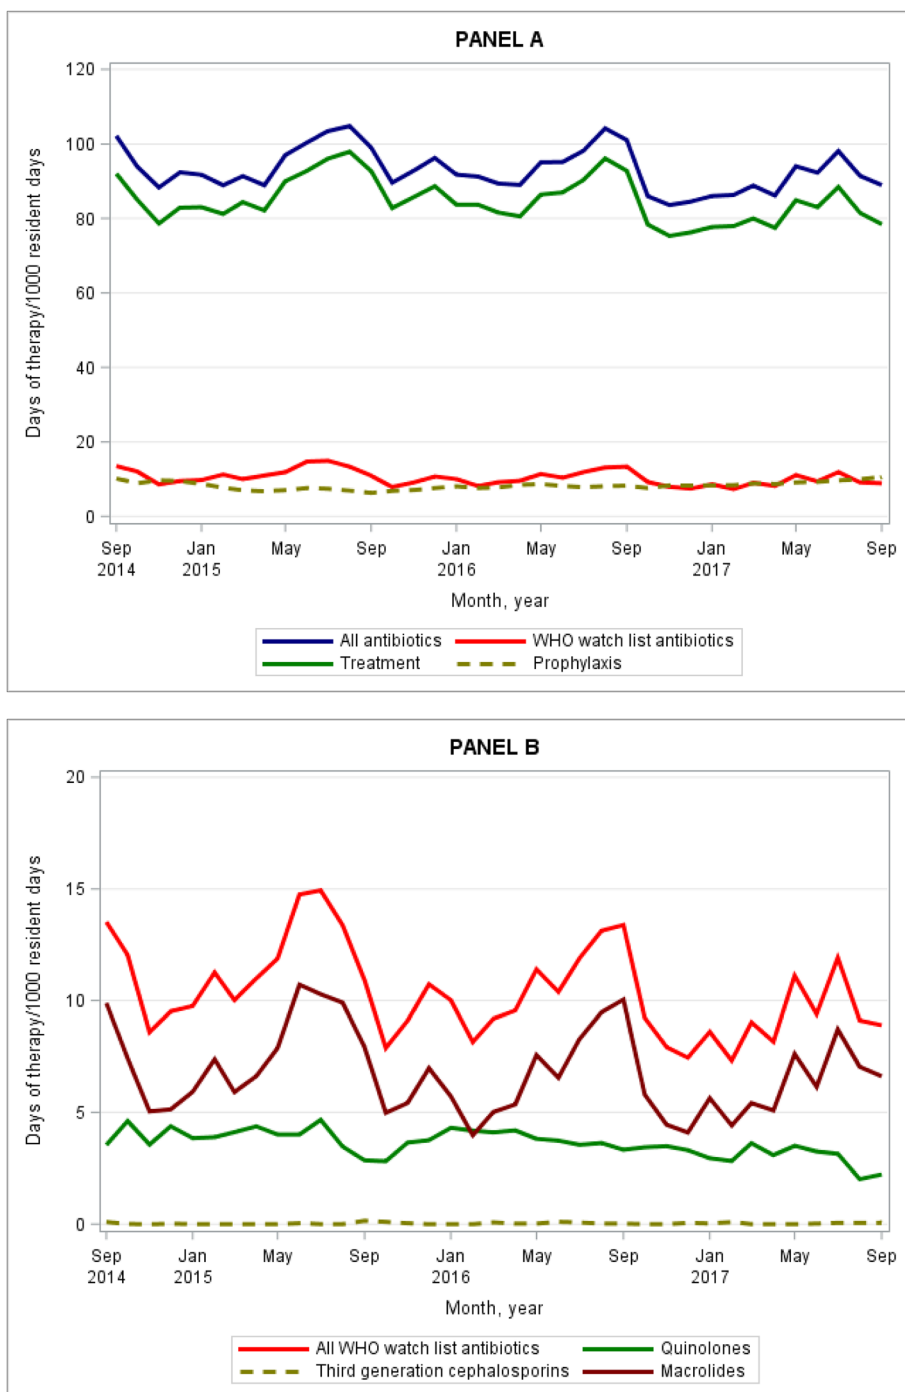 PANEL A
120
100
80
60
40
20
0
Days of therapy/1000 resident days
Sep Jan May Sep Jan May Sep Jan May Sep
2014 2015 2016 2017
Month, year
All antibiotics WHO watch list antibiotics
Treatment Prophylaxis
PANEL B
20
15
10
5
0
Days of therapy/1000 resident days
Sep Jan May Sep Jan May Sep Jan May Sep
2014 2015 2016 2017
Month, year
All WHO watch list antibiotics Quinolones
Third generation cephalosporins Macrolides